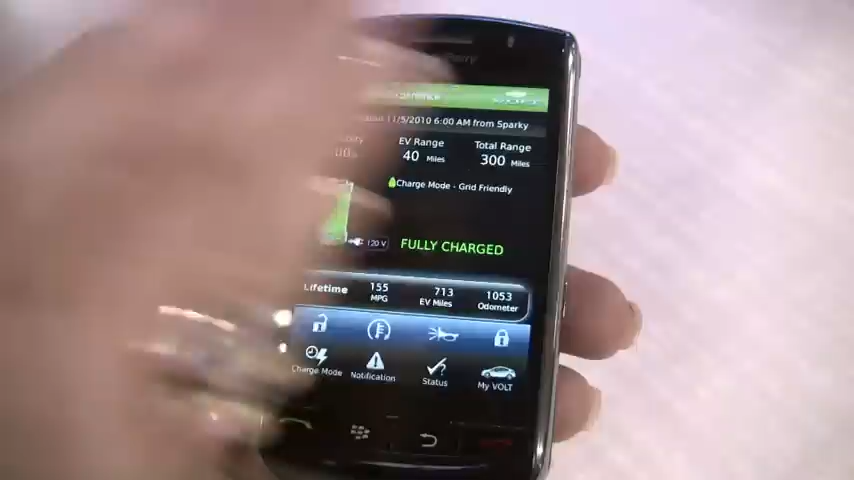 11/5/2010 6:00 AM from Sparky
EV Range
Total Range
40 Miles
300 Miles
Charge Mode - Grid Friendly
120 V
FULLY CHARGED
Lifetime
155
713
1053
MPG
EV Miles
Odometer
Charge Mode
Notification
Status
My VOLT